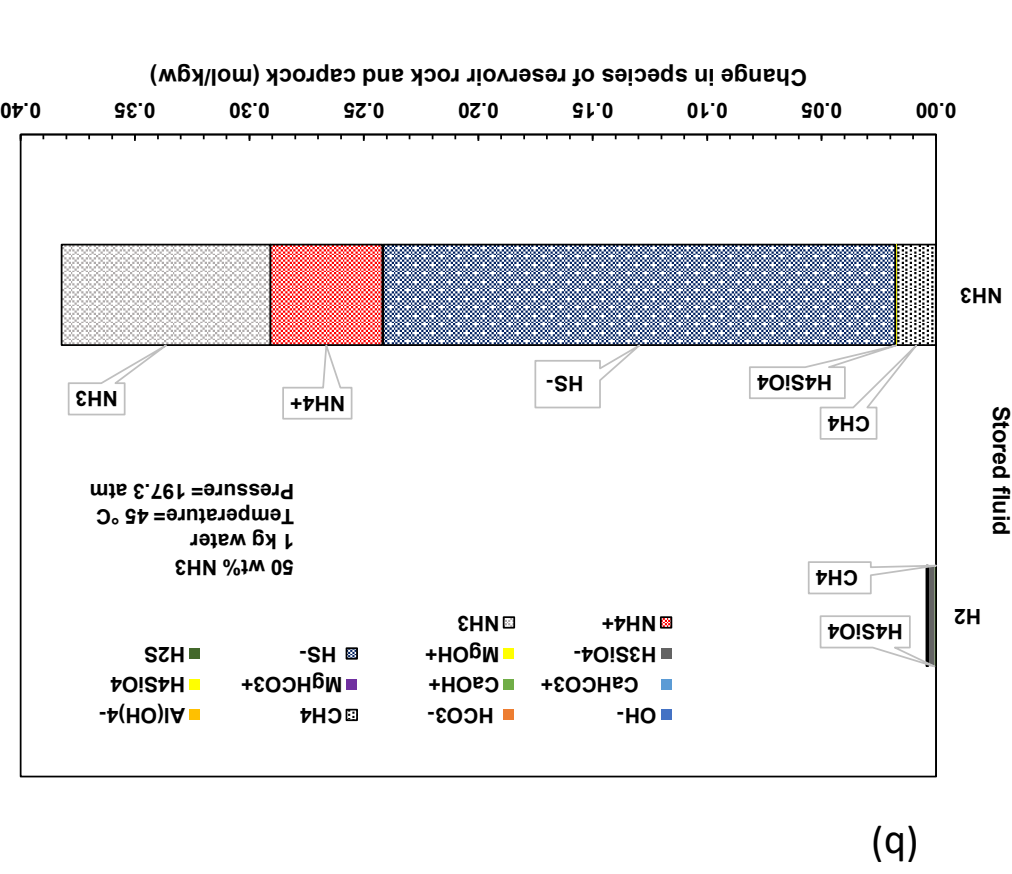 (b)
OH- HCO3- CH4 Al(OH)4-
CaHCO3+ CaOH+ MgHCO3+ H4SiO4
H3SiO4- MgOH+ HS- H2S
NH4+ NH3
H2
H4SiO4
CH4
50 wt% NH3
1 kg water
Temperature= 45 °C
Pressure= 197.3 atm
Stored fluid
CH4
H4SiO4
HS-
NH4+
NH3
NH3
0.00 0.05 0.10 0.15 0.20 0.25 0.30 0.35 0.40
Change in species of reservoir rock and caprock (mol/kgw)